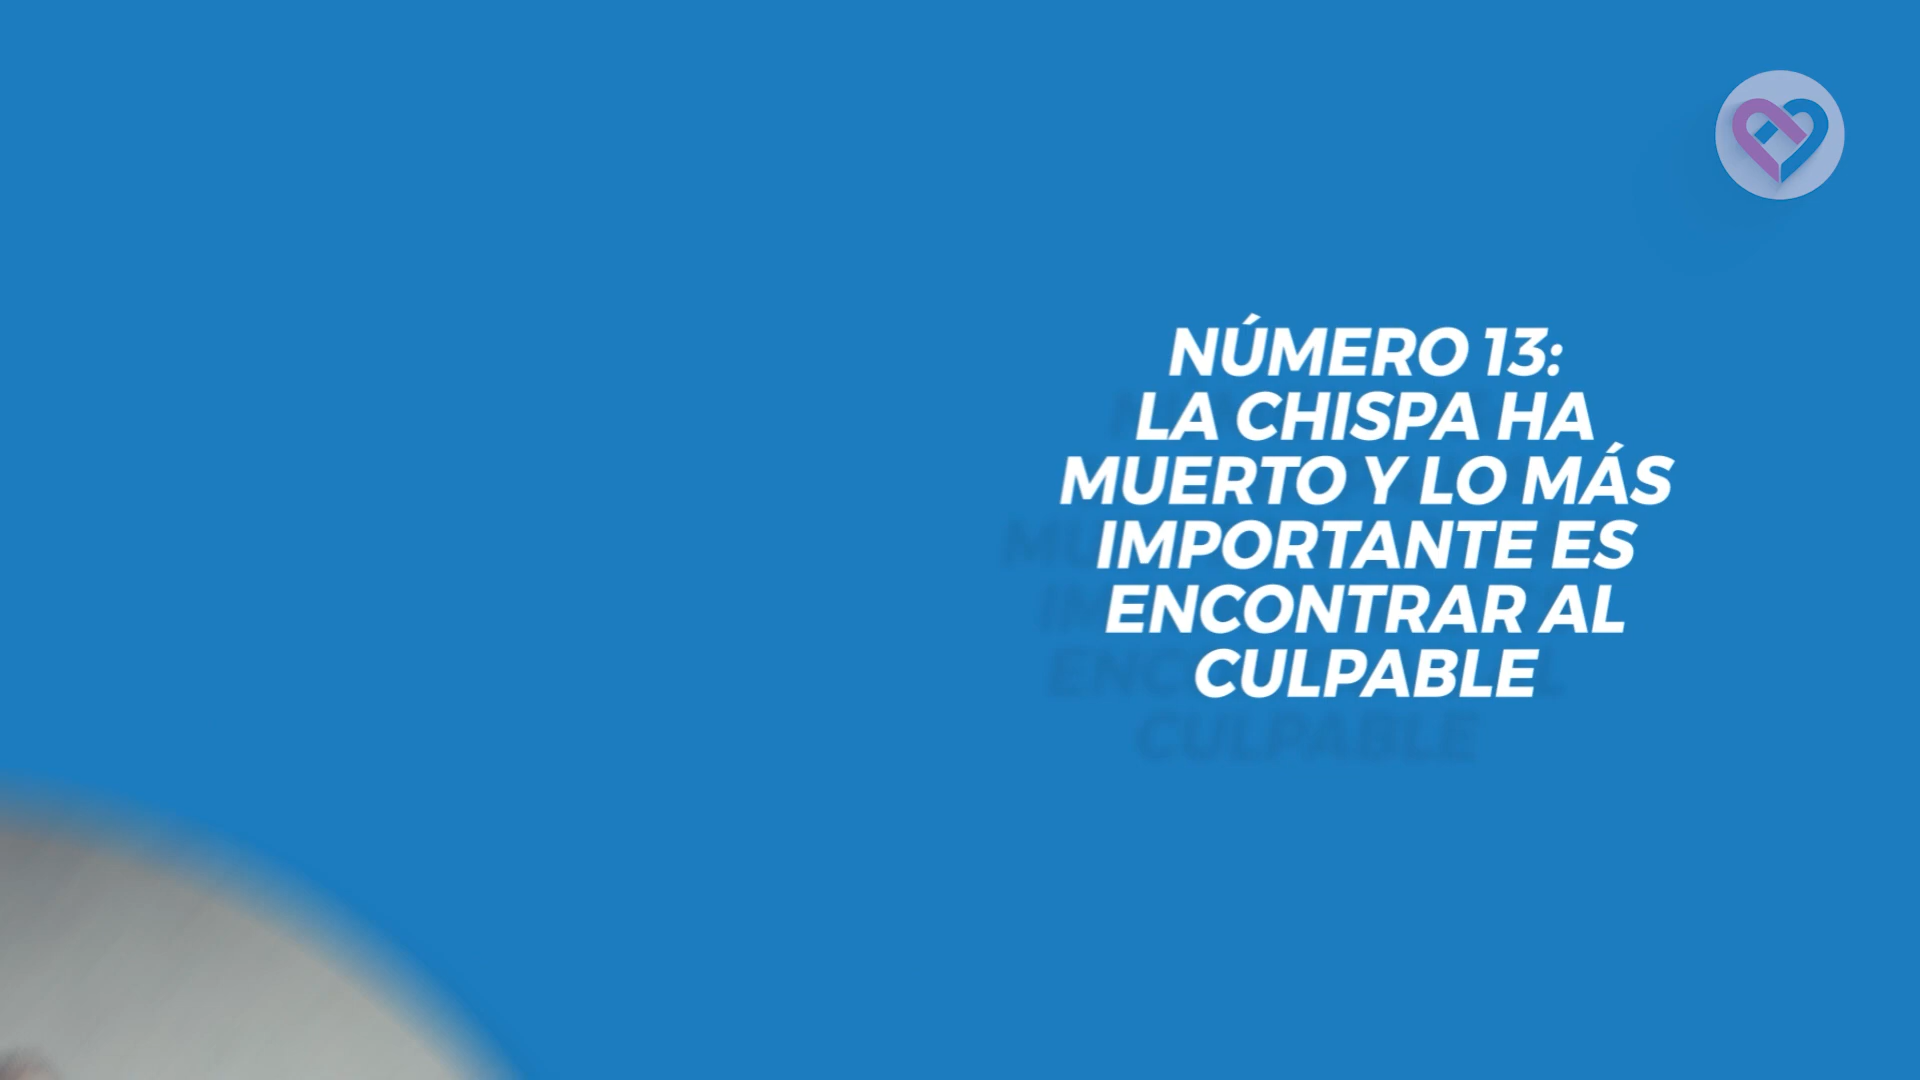 NÚMERO 13:
LA CHISPA HA
MUERTO Y LO MÁS
IMPORTANTE ES
ENCONTRAR AL
CULPABLE